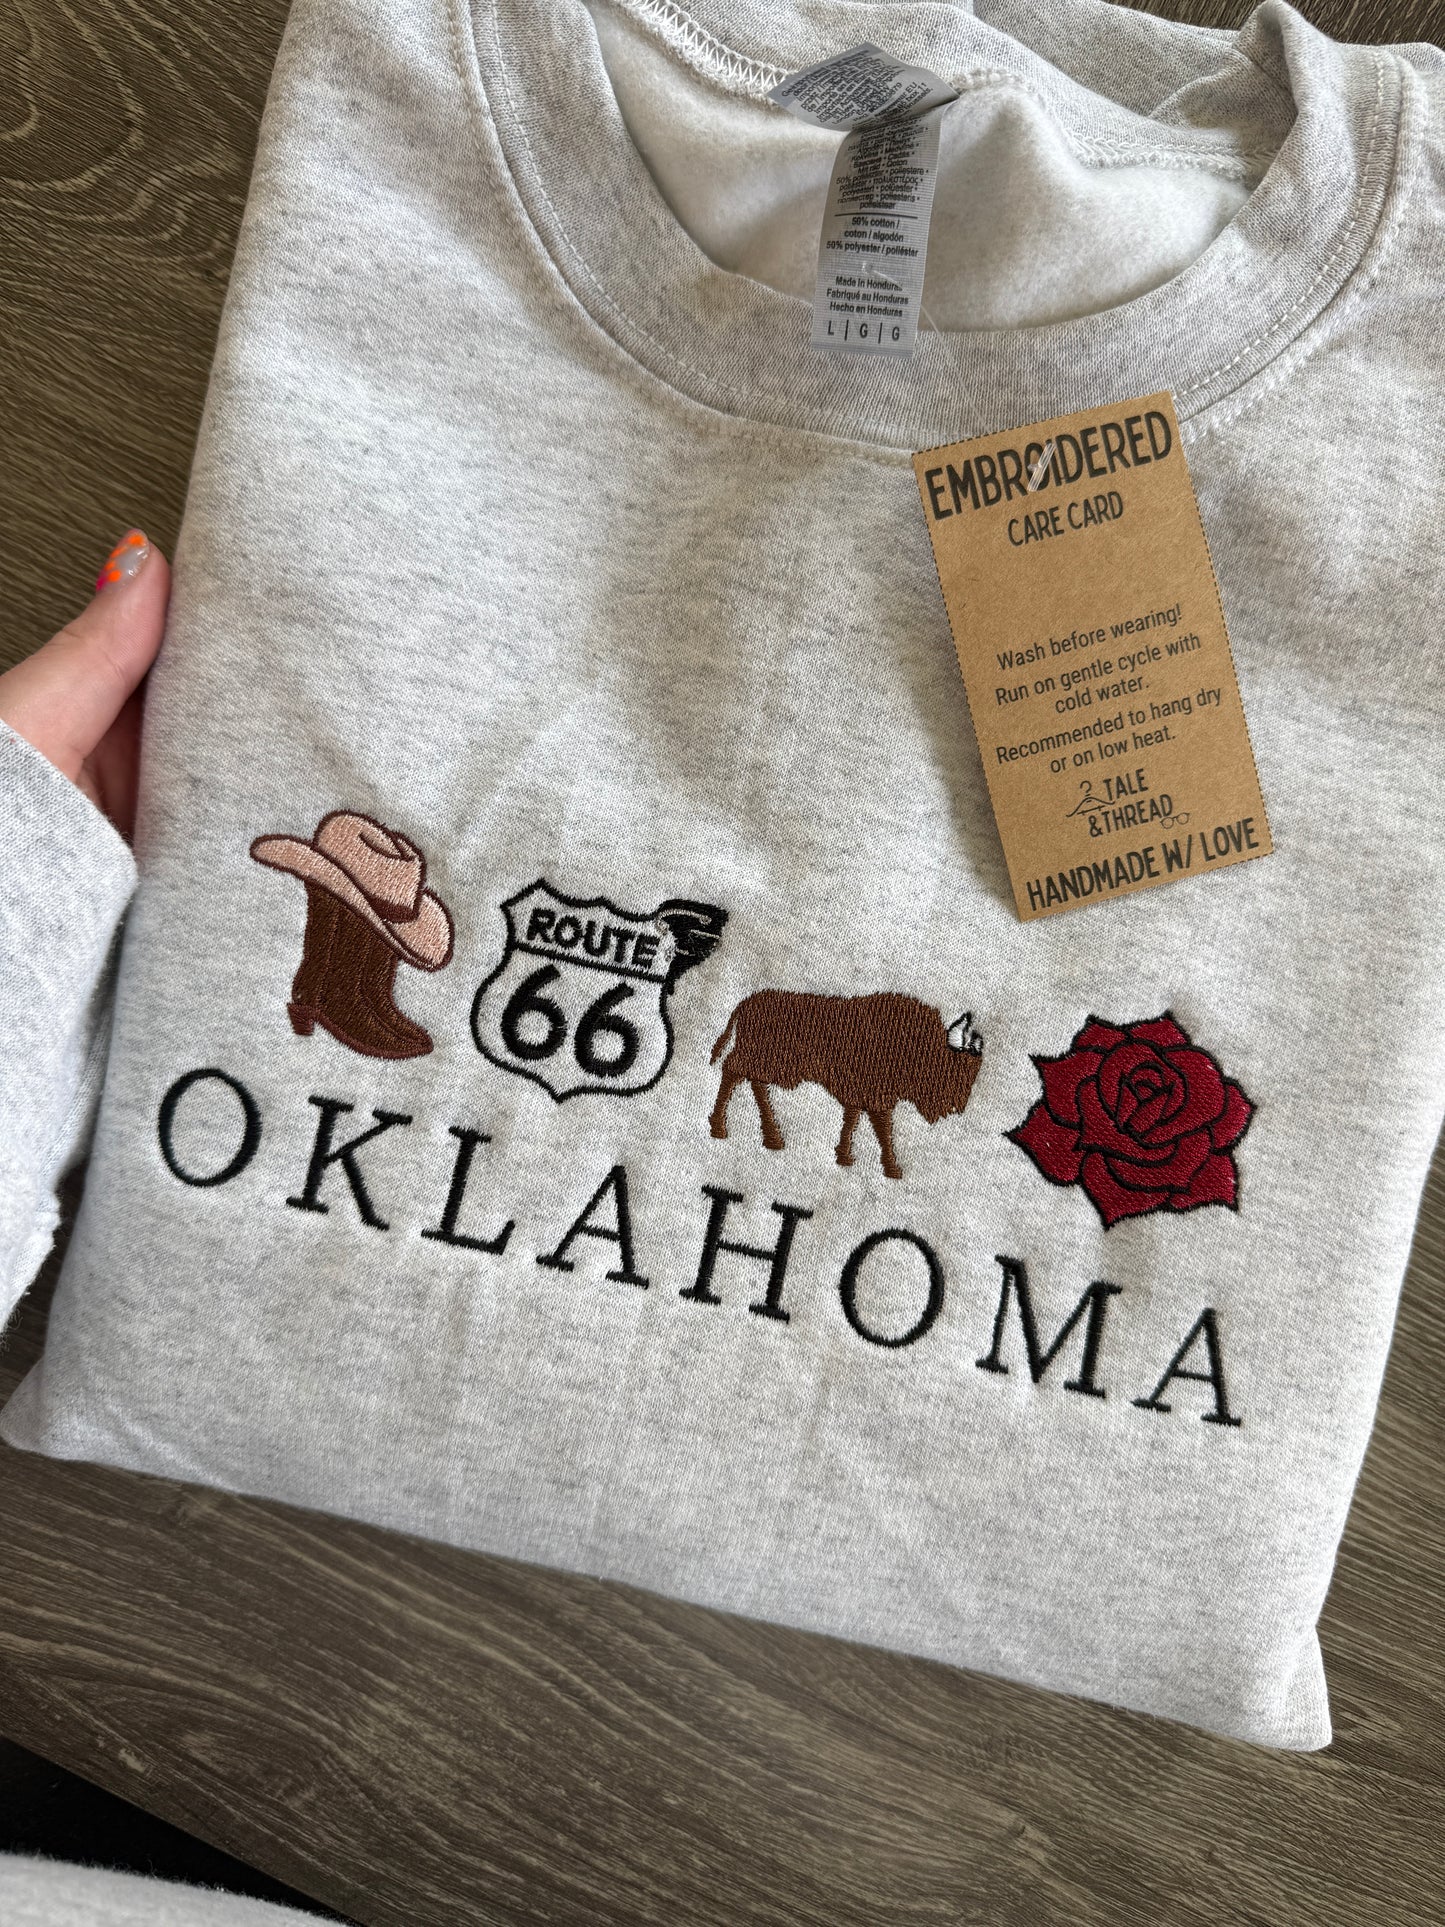 50% cotton /
coton / algodón
50% polyester / poliéster
Made in Honduras
Fabriqué au Honduras
Hecho en Honduras
L | G | G
EMBROIDERED
CARE CARD
Wash before wearing!
Run on gentle cycle with
cold water.
Recommended to hang dry
or on low heat.
TALE
&THREAD
HANDMADE W/ LOVE
ROUTE
66
OKLAHOMA